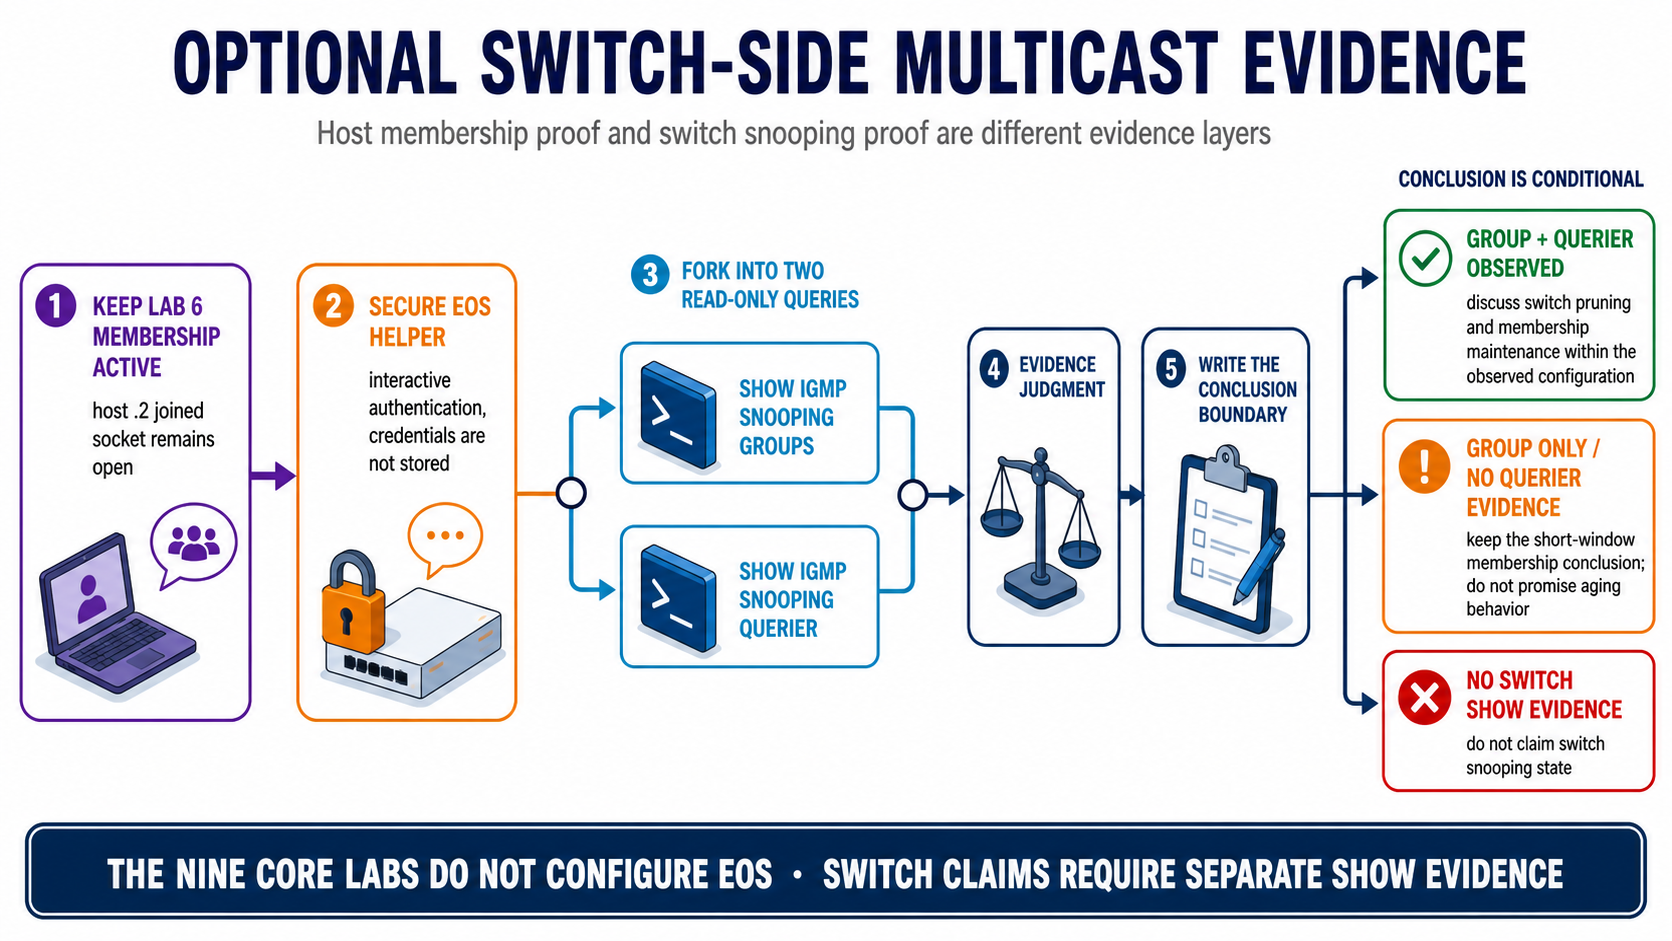 OPTIONAL SWITCH-SIDE MULTICAST EVIDENCE
Host membership proof and switch snooping proof are different evidence layers
1
KEEP LAB 6
MEMBERSHIP
ACTIVE
host .2 joined
socket remains
open
2
SECURE EOS
HELPER
interactive
authentication,
credentials are
not stored
3
FORK INTO TWO
READ-ONLY QUERIES
SHOW IGMP
SNOOPING
GROUPS
SHOW IGMP
SNOOPING
QUERIER
4
EVIDENCE
JUDGMENT
5
WRITE THE
CONCLUSION
BOUNDARY
CONCLUSION IS CONDITIONAL
GROUP + QUERIER
OBSERVED
discuss switch pruning
and membership
maintenance within the
observed configuration
GROUP ONLY /
NO QUERIER
EVIDENCE
keep the short-window
membership conclusion;
do not promise aging
behavior
NO SWITCH
SHOW EVIDENCE
do not claim switch
snooping state
THE NINE CORE LABS DO NOT CONFIGURE EOS • SWITCH CLAIMS REQUIRE SEPARATE SHOW EVIDENCE